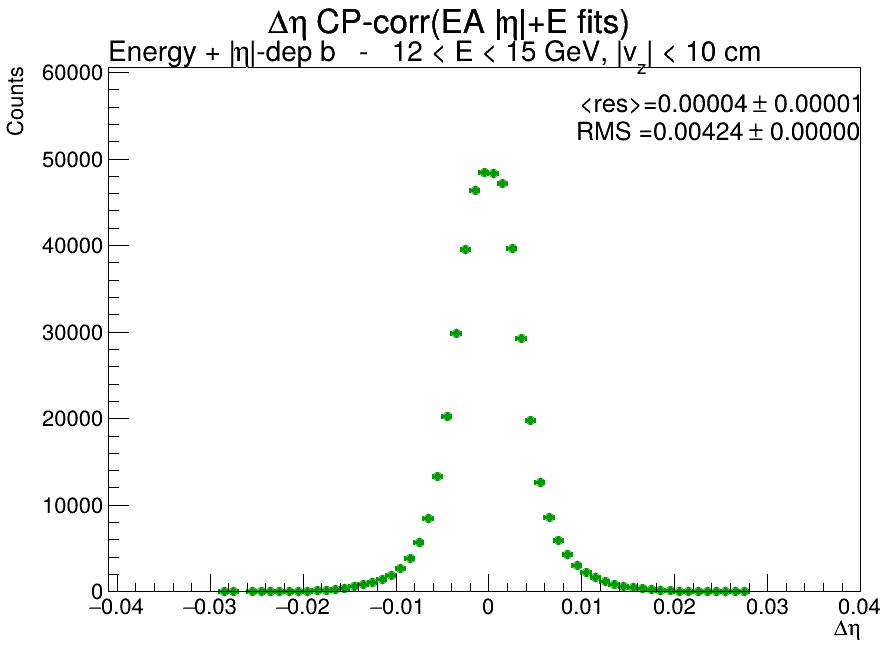 Δη CP-corr(EA |η|+E fits)
Energy + |η|-dep b - 12 < E < 15 GeV, |v_z| < 10 cm
<res>=0.00004 ± 0.00001
RMS =0.00424 ± 0.00000
Counts
60000
50000
40000
30000
20000
10000
0
−0.04 −0.03 −0.02 −0.01 0 0.01 0.02 0.03 0.04
Δη